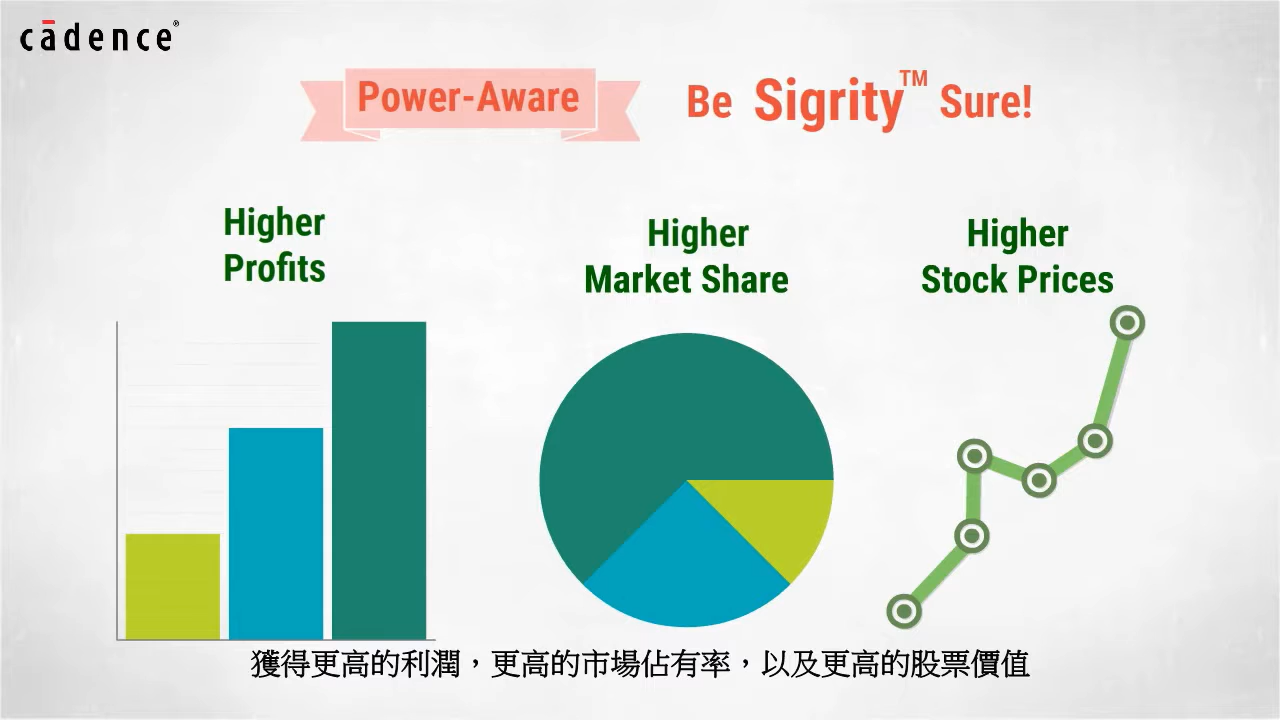 cādence®
Power-Aware
Be Sigrity™ Sure!
Higher
Profits
Higher
Market Share
Higher
Stock Prices
獲得更高的利潤，更高的市場佔有率，以及更高的股票價值